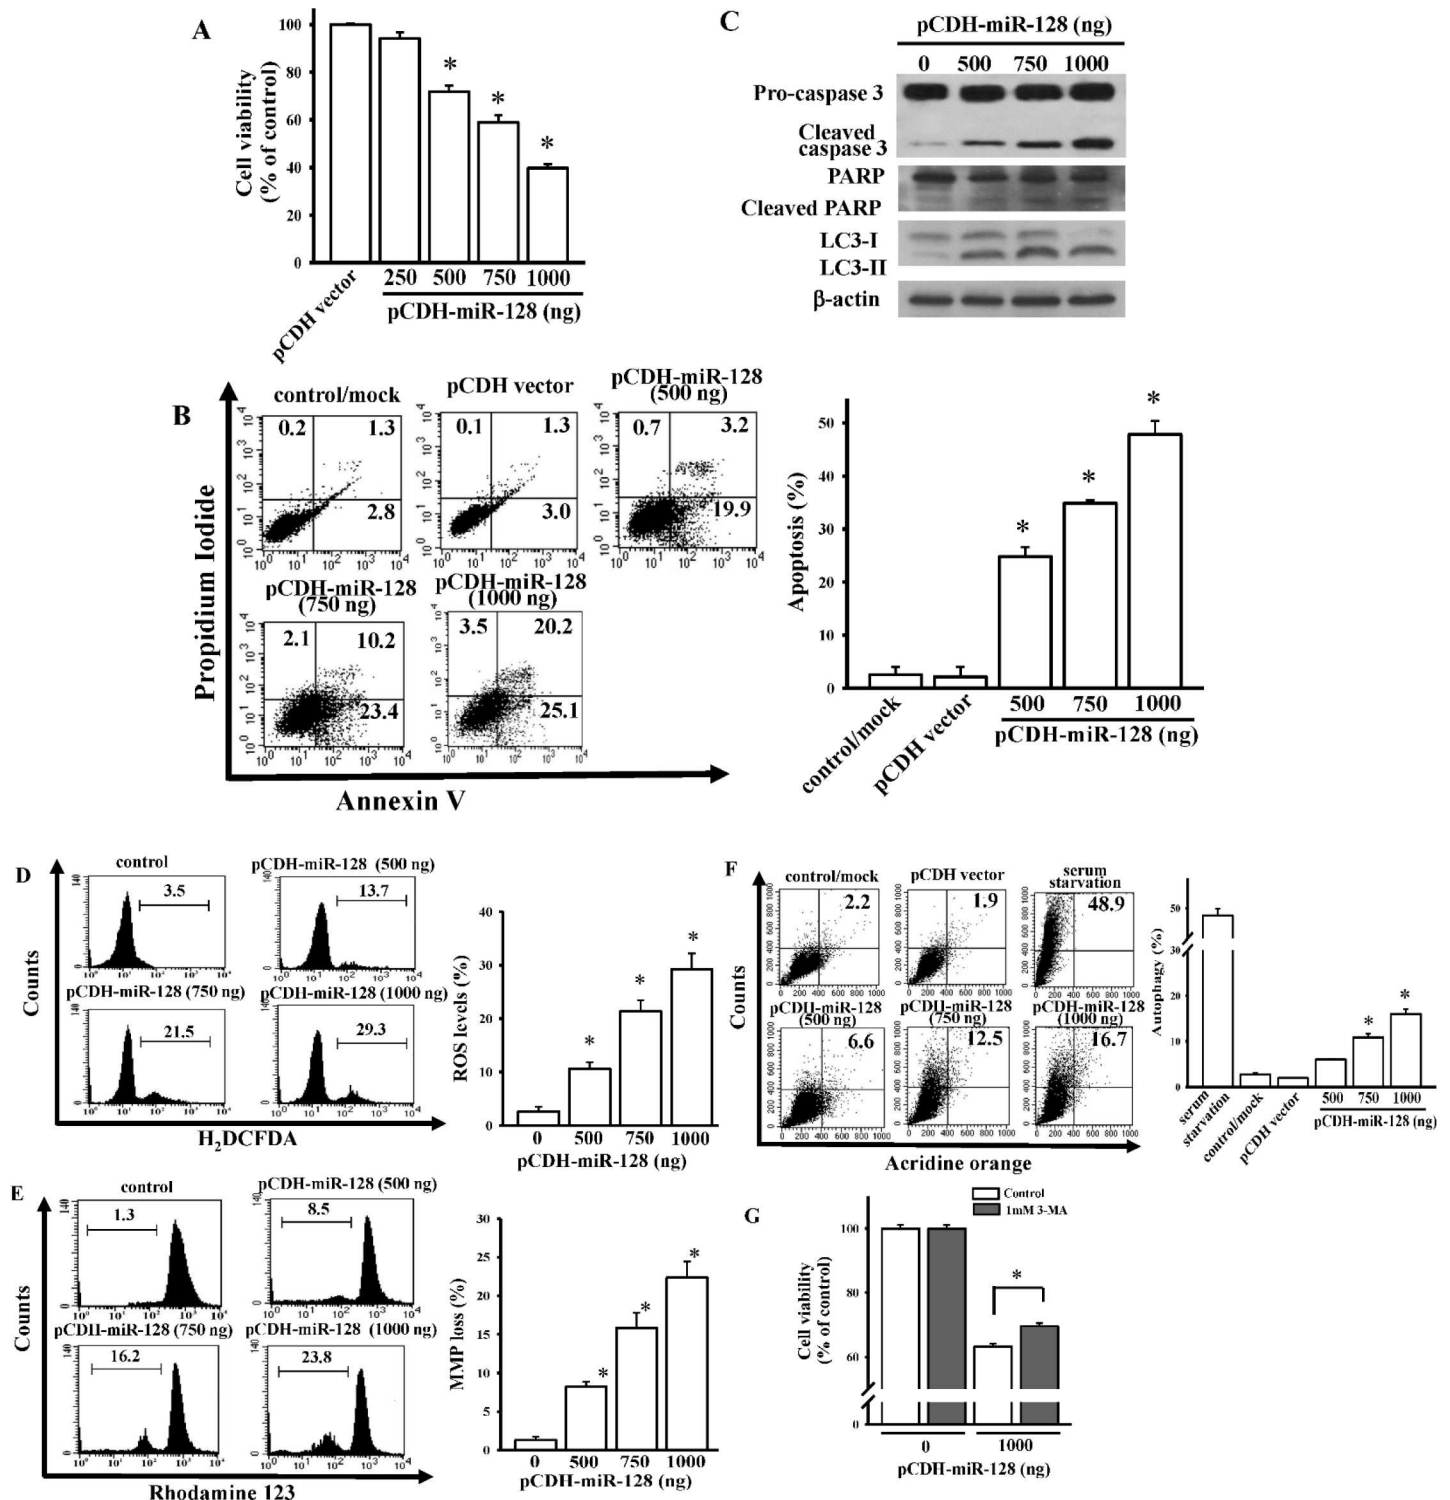 A
Cell viability
(% of control)
100
80
60
40
20
0
*
*
*
pCDH vector
250 500 750 1000
pCDH-miR-128 (ng)
C
pCDH-miR-128 (ng)
0 500 750 1000
Pro-caspase 3
Cleaved
caspase 3
PARP
Cleaved PARP
LC3-I
LC3-II
β-actin
B
Propidium Iodide
Annexin V
control/mock
0.2 1.3
2.8
pCDH vector
0.1 1.3
3.0
pCDH-miR-128
(500 ng)
0.7 3.2
19.9
pCDH-miR-128
(750 ng)
2.1 10.2
23.4
pCDH-miR-128
(1000 ng)
3.5 20.2
25.1
10⁰ 10¹ 10² 10³ 10⁴
Apoptosis (%)
50
40
30
20
10
0
*
*
*
control/mock
pCDH vector
500 750 1000
pCDH-miR-128 (ng)
D
Counts
control
3.5
pCDH-miR-128 (500 ng)
13.7
pCDH-miR-128 (750 ng)
21.5
pCDH-miR-128 (1000 ng)
29.3
H₂DCFDA
ROS levels (%)
40
30
20
10
0
*
*
*
0 500 750 1000
pCDH-miR-128 (ng)
F
Counts
control/mock
2.2
pCDH vector
1.9
serum
starvation
48.9
pCDH-miR-128
(500 ng)
6.6
pCDH-miR-128
(750 ng)
12.5
pCDH-miR-128
(1000 ng)
16.7
0 200 400 600 800 1000
Acridine orange
Autophagy (%)
50
30
20
10
0
*
*
serum
starvation
control/mock
pCDH vector
500 750 1000
pCDH-miR-128 (ng)
E
Counts
control
1.3
pCDH-miR-128 (500 ng)
8.5
pCDH-miR-128 (750 ng)
16.2
pCDH-miR-128 (1000 ng)
23.8
Rhodamine 123
MMP loss (%)
30
25
20
15
10
5
0
*
*
*
0 500 750 1000
pCDH-miR-128 (ng)
G
Control
1mM 3-MA
Cell viability
(% of control)
100
80
60
0
*
0 1000
pCDH-miR-128 (ng)